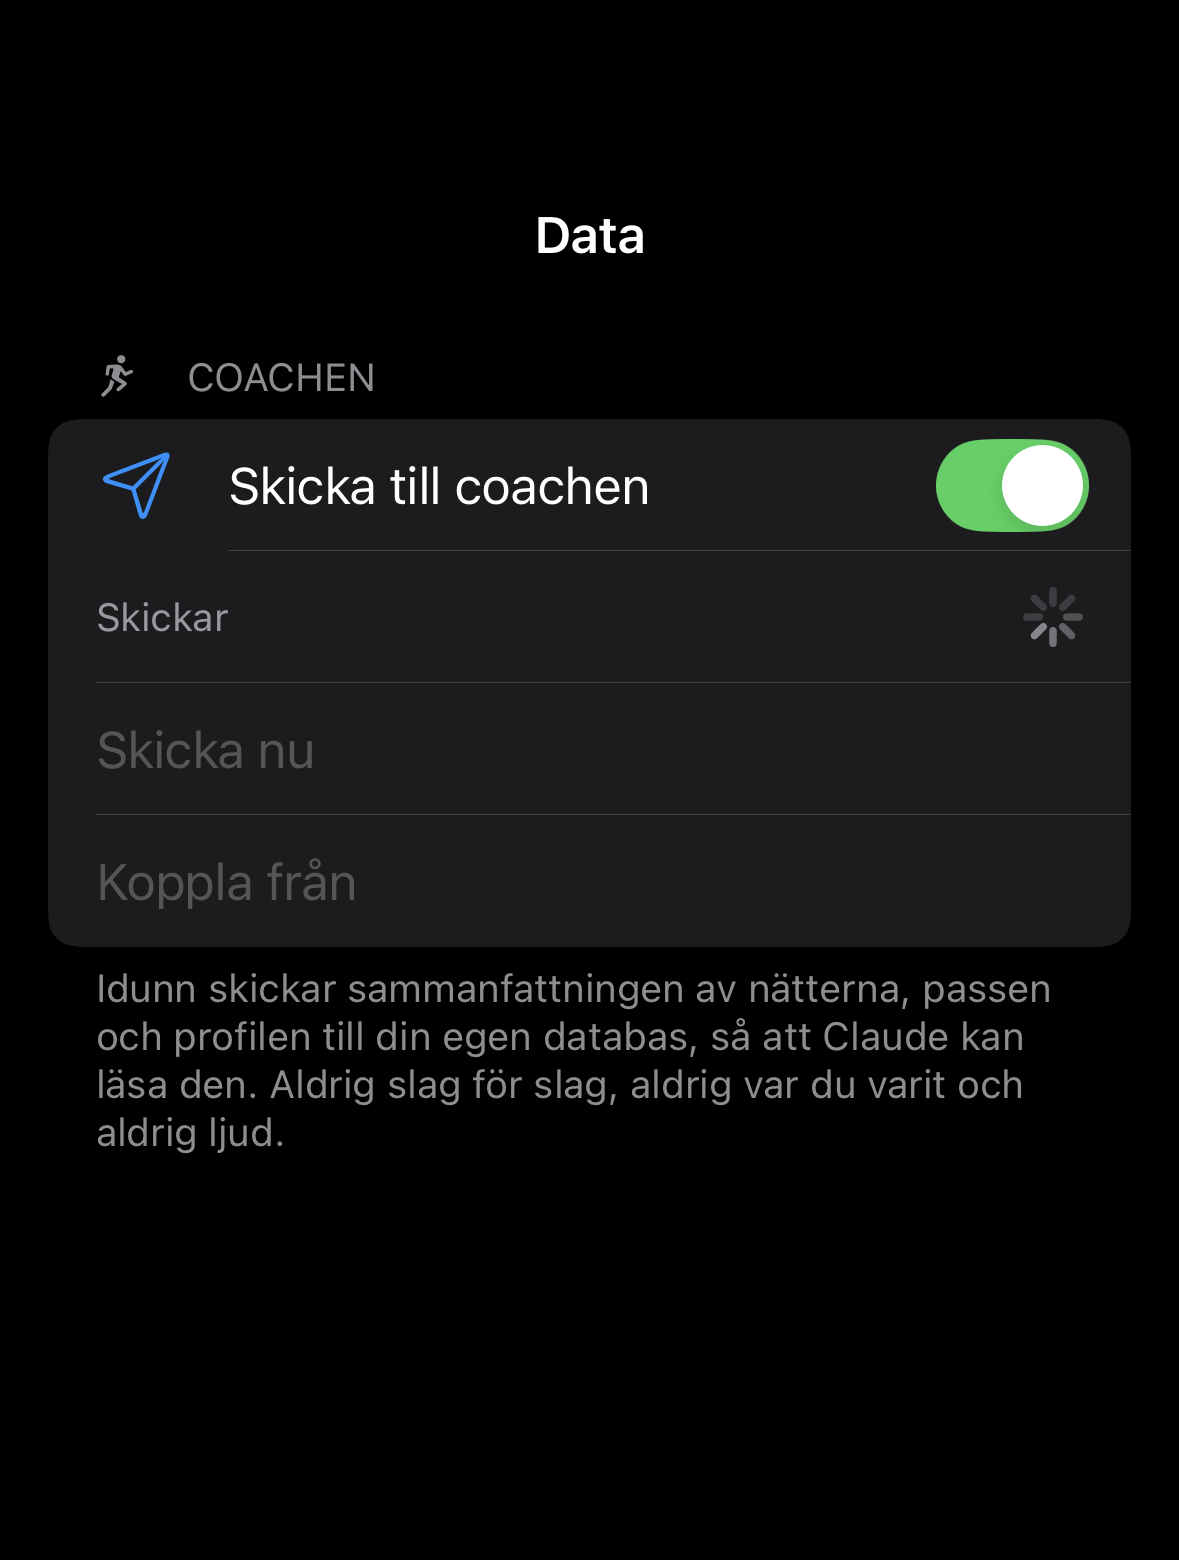 Data
COACHEN
Skicka till coachen
Skickar
Skicka nu
Koppla från
Idunn skickar sammanfattningen av nätterna, passen
och profilen till din egen databas, så att Claude kan
läsa den. Aldrig slag för slag, aldrig var du varit och
aldrig ljud.